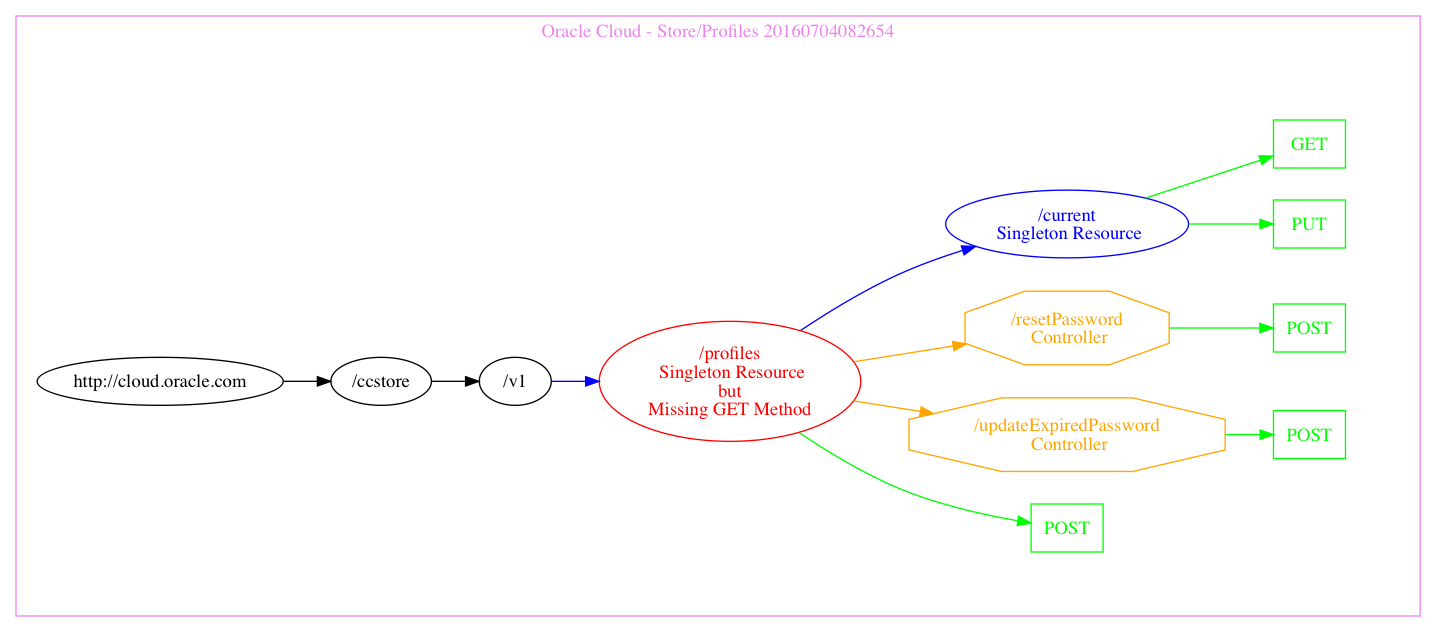 Oracle Cloud - Store/Profiles 20160704082654
http://cloud.oracle.com
/ccstore
/v1
/profiles
Singleton Resource
but
Missing GET Method
/current
Singleton Resource
GET
PUT
/resetPassword
Controller
POST
/updateExpiredPassword
Controller
POST
POST